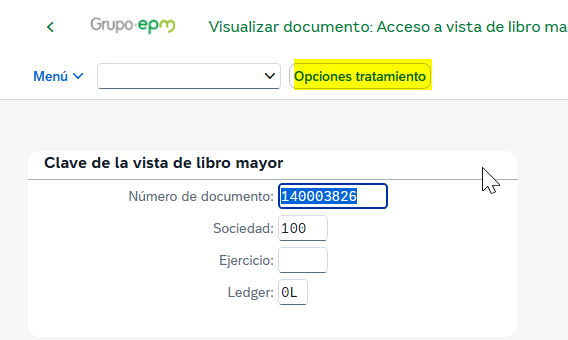 Grupo·epm
Visualizar documento: Acceso a vista de libro ma
Menú
Opciones tratamiento
Clave de la vista de libro mayor
Número de documento: 140003826
Sociedad: 100
Ejercicio:
Ledger: 0L